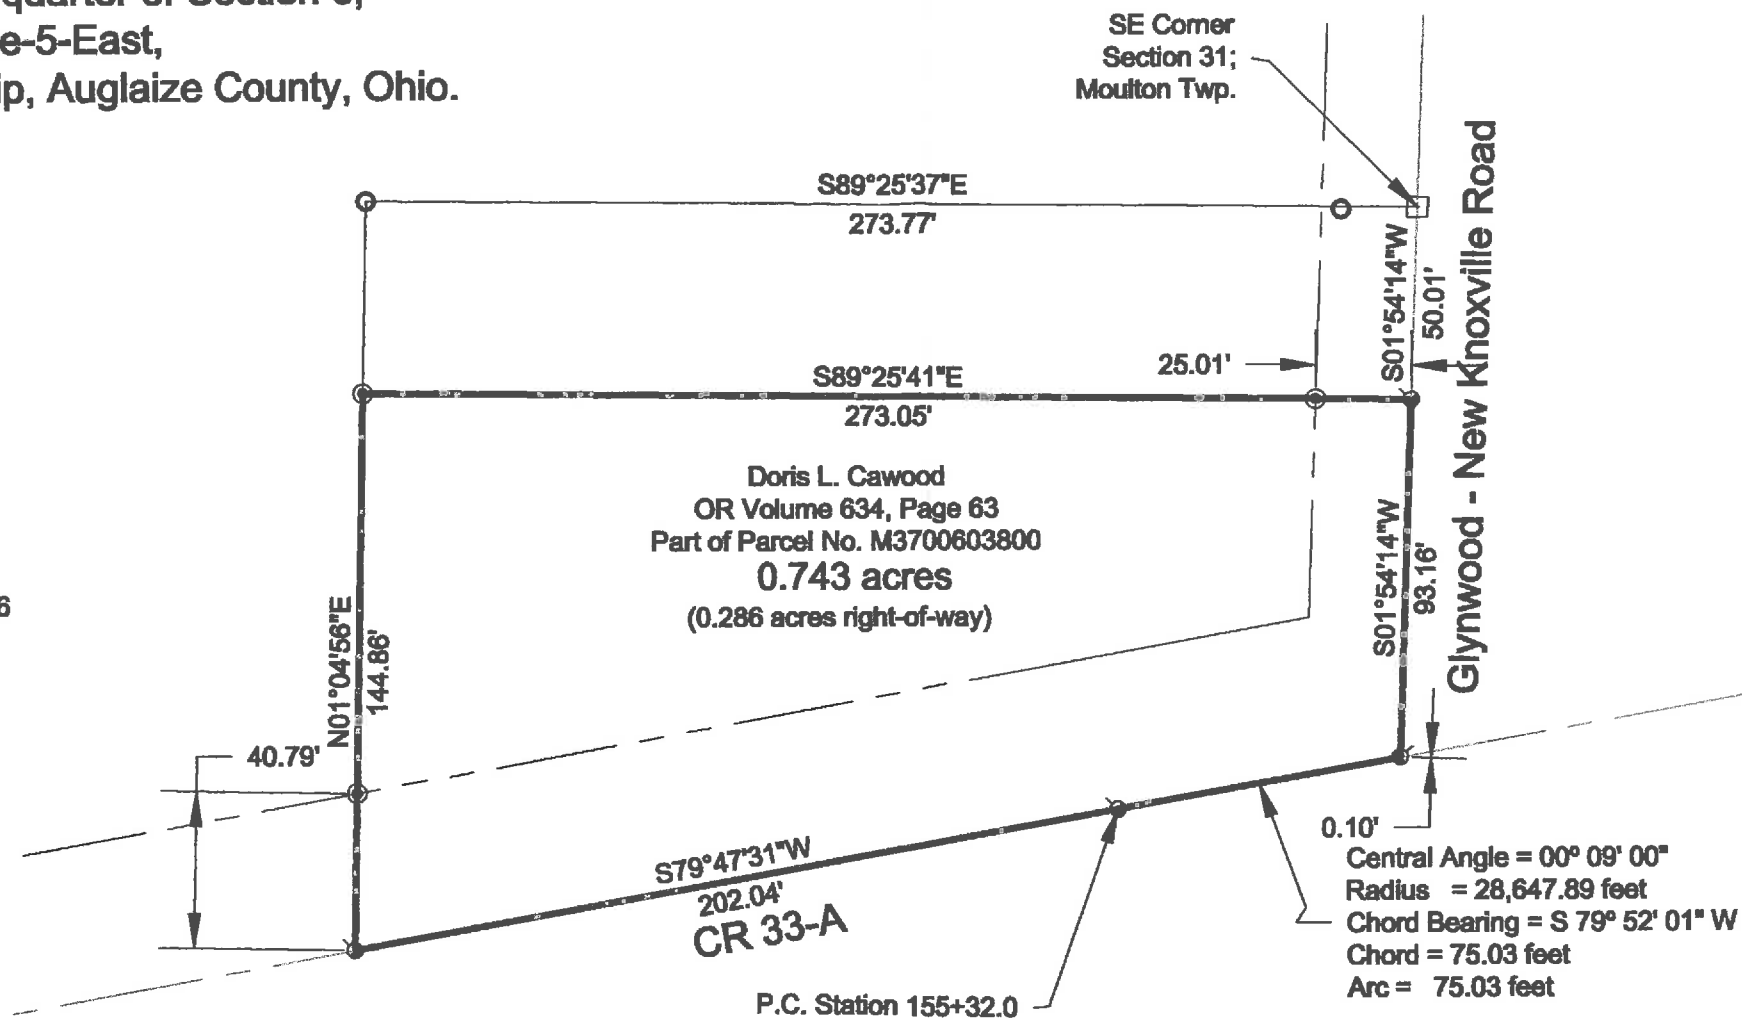 quarter of Section 6,
e-5-East,
ip, Auglaize County, Ohio.
SE Corner
Section 31;
Moulton Twp.
S89°25'37"E
273.77'
S01°54'14"W
50.01'
Glynwood - New Knoxville Road
25.01'
S89°25'41"E
273.05'
Doris L. Cawood
OR Volume 634, Page 63
Part of Parcel No. M3700603800
0.743 acres
(0.286 acres right-of-way)
6
N01°04'56"E
144.86'
S01°54'14"W
93.16'
40.79'
S79°47'31"W
202.04'
CR 33-A
0.10'
Central Angle = 00° 09' 00"
Radius = 28,647.89 feet
Chord Bearing = S 79° 52' 01" W
Chord = 75.03 feet
Arc = 75.03 feet
P.C. Station 155+32.0